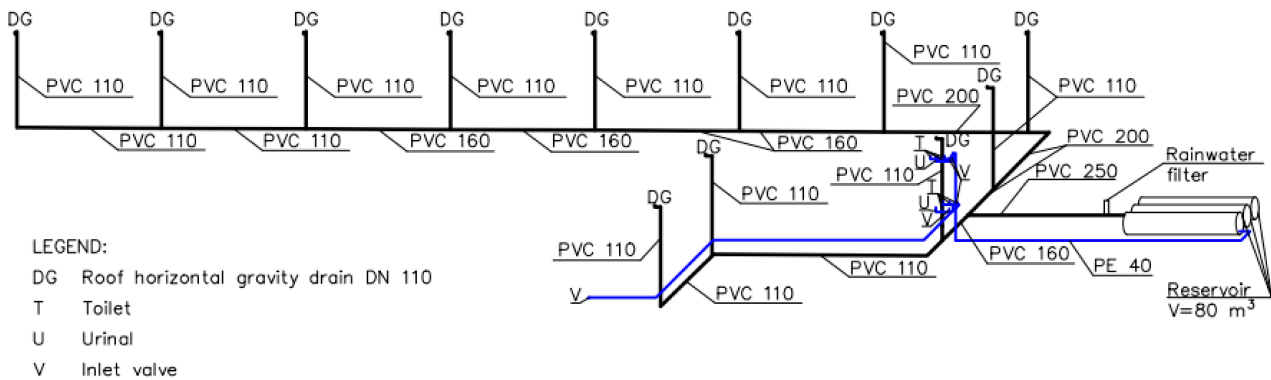 DG DG DG DG DG DG DG DG
PVC 110
DG
PVC 110 PVC 110 PVC 110 PVC 110 PVC 110 PVC 110 PVC 200 PVC 110
PVC 110 PVC 110 PVC 160 PVC 160 PVC 160
T DG
PVC 200
U
DG
V
Rainwater
filter
PVC 110
PVC 250
T
DG
PVC 110
U
V
LEGEND:
PVC 110
DG Roof horizontal gravity drain DN 110
PVC 110
PVC 160
PE 40
V
PVC 110
Reservoir
V=80 m³
T Toilet
U Urinal
V Inlet valve